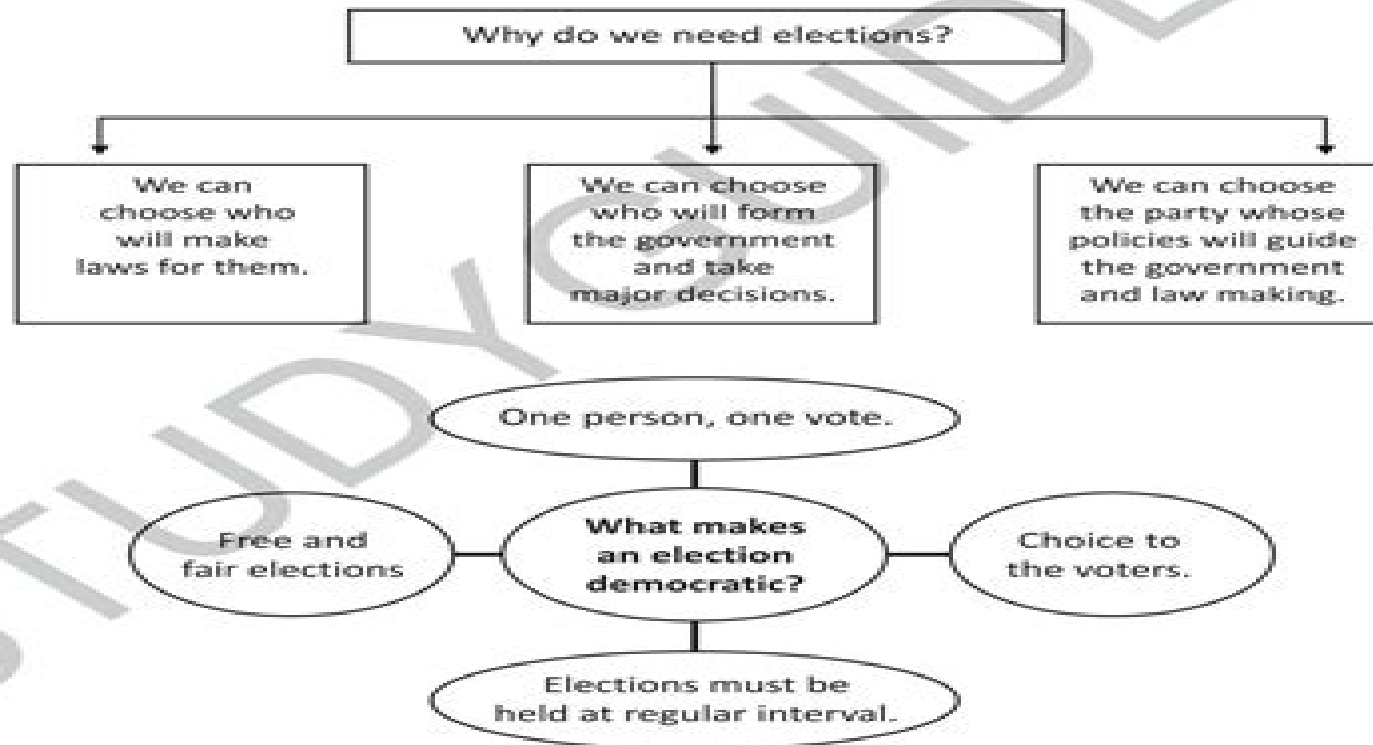 Why do we need elections?
We can
choose who
will make
laws for them.
We can choose
who will form
the government
and take
major decisions.
We can choose
the party whose
policies will guide
the government
and law making.
One person, one vote.
Free and
fair elections
What makes
an election
democratic?
Choice to
the voters.
Elections must be
held at regular interval.
STUDYGUIDE